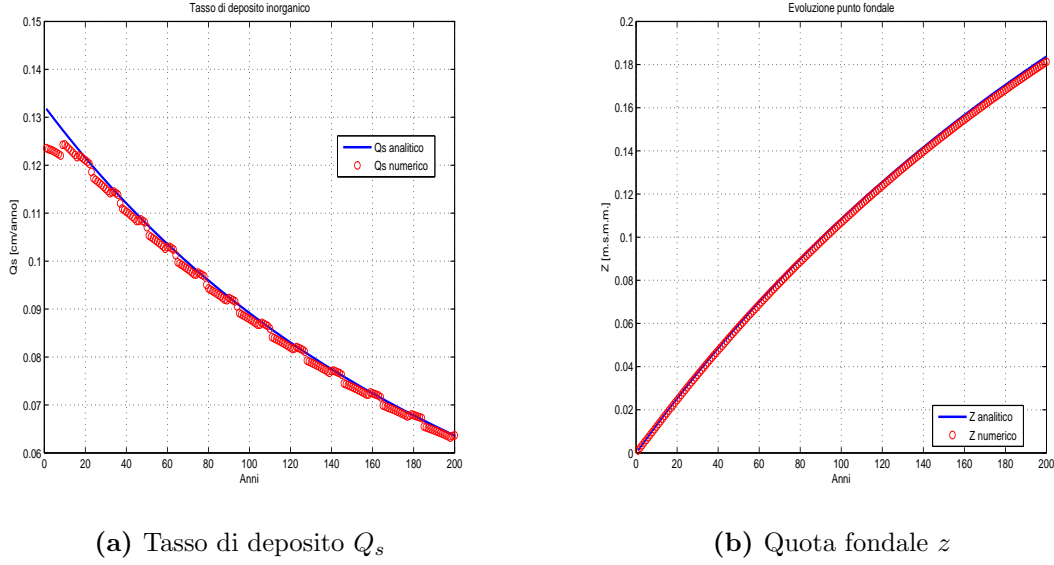 Tasso di deposito inorganico
0.15
0.14
0.13
0.12
0.11
0.1
0.09
0.08
0.07
0.06
Qs [cm/anno]
Qs analitico
Qs numerico
0 20 40 60 80 100 120 140 160 180 200
Anni
(a) Tasso di deposito Qs
Evoluzione punto fondale
0.2
0.18
0.16
0.14
0.12
0.1
0.08
0.06
0.04
0.02
0
Z [m.s.m.m.]
Z analitico
Z numerico
0 20 40 60 80 100 120 140 160 180 200
Anni
(b) Quota fondale z